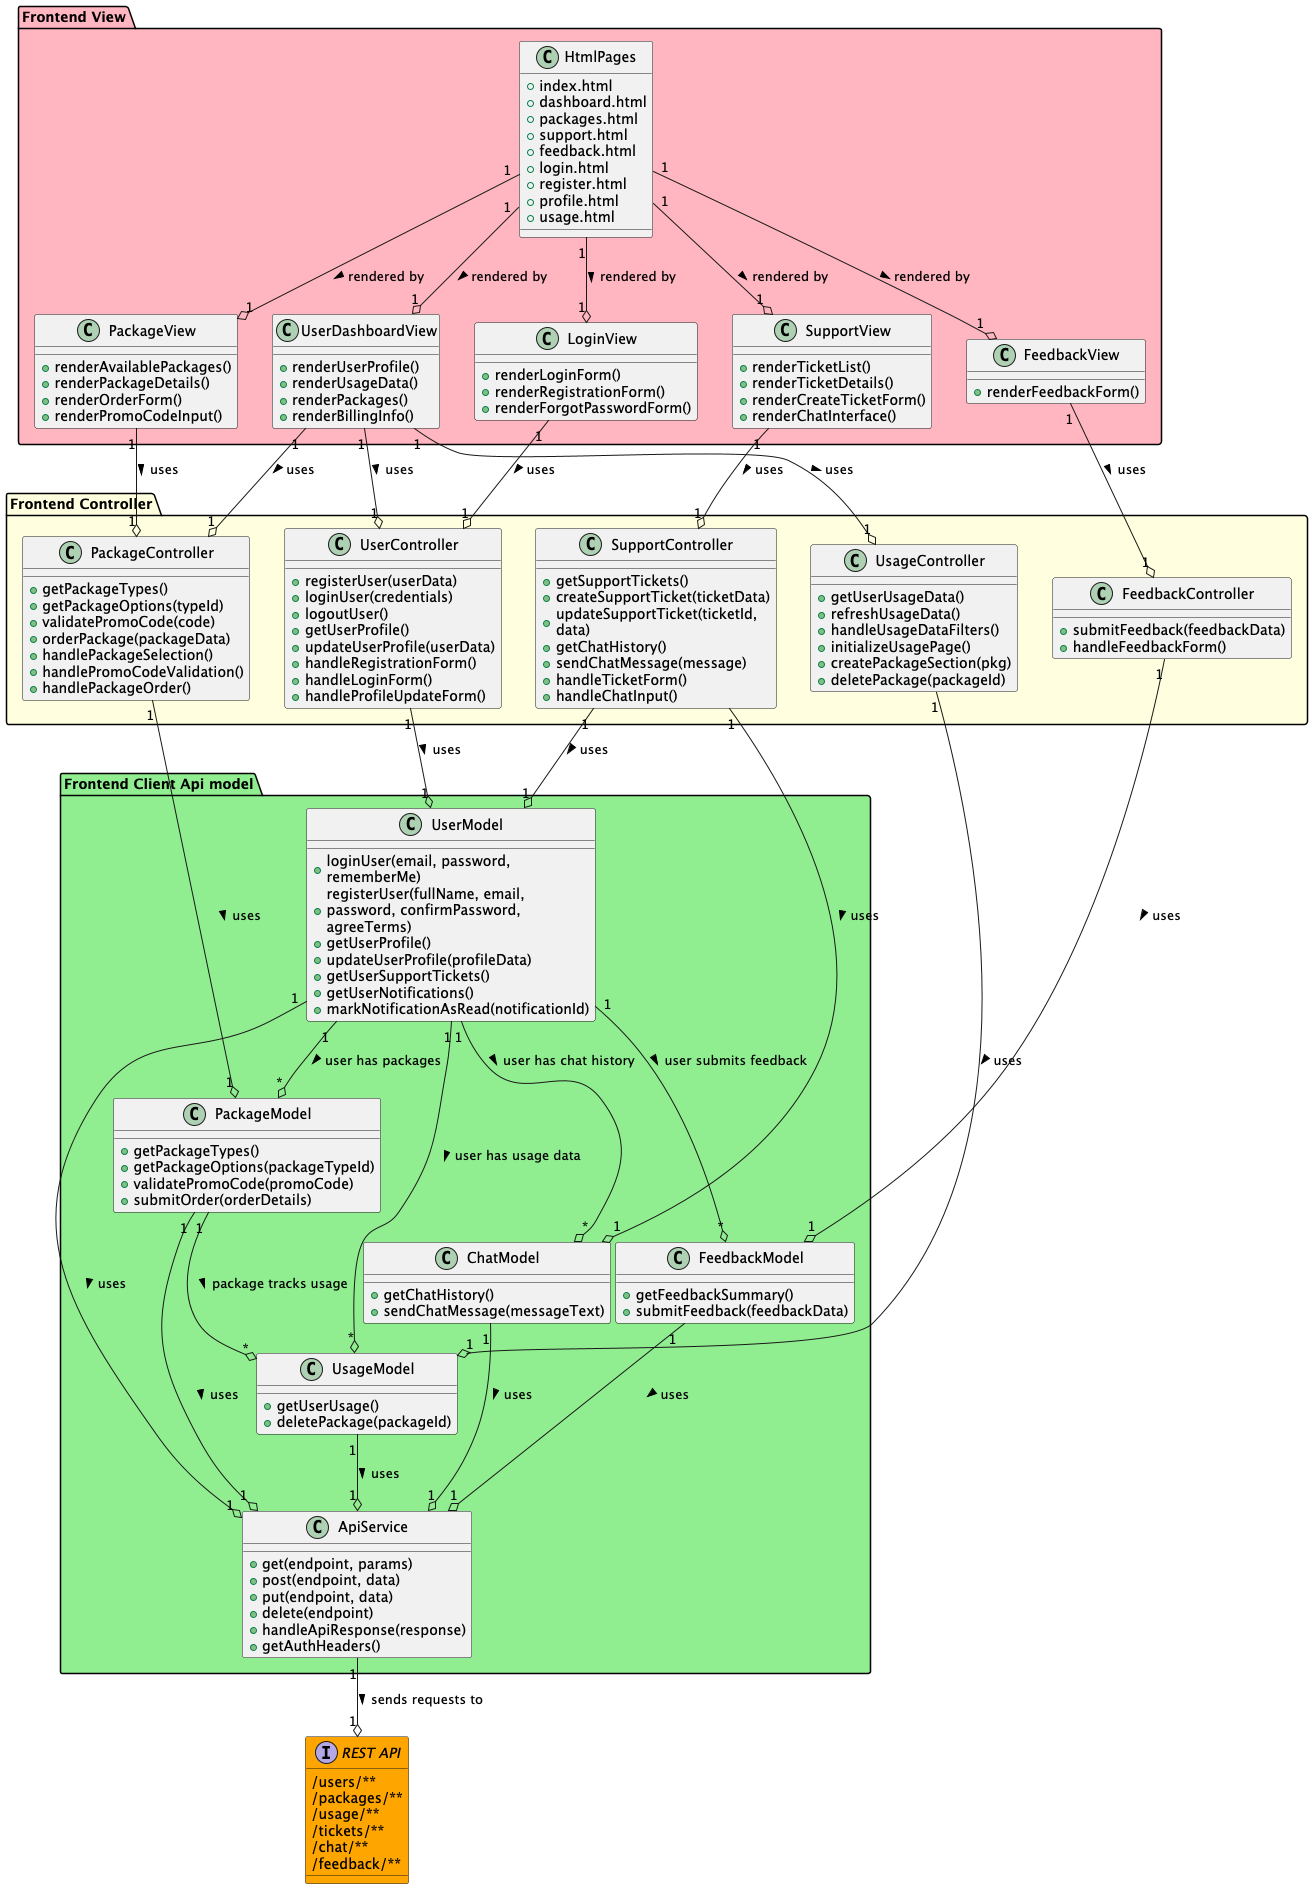 Frontend View
C HtmlPages
index.html
dashboard.html
packages.html
support.html
feedback.html
login.html
register.html
profile.html
usage.html
1
1
1
1
1
rendered by
rendered by
rendered by
rendered by
rendered by
1
1
1
1
1
C PackageView
renderAvailablePackages()
renderPackageDetails()
renderOrderForm()
renderPromoCodeInput()
C UserDashboardView
renderUserProfile()
renderUsageData()
renderPackages()
renderBillingInfo()
C LoginView
renderLoginForm()
renderRegistrationForm()
renderForgotPasswordForm()
C SupportView
renderTicketList()
renderTicketDetails()
renderCreateTicketForm()
renderChatInterface()
C FeedbackView
renderFeedbackForm()
1
1
1
1
1
1
1
uses
uses
uses
uses
uses
uses
uses
Frontend Controller
1
1
1
1
1
1
1
C PackageController
getPackageTypes()
getPackageOptions(typeId)
validatePromoCode(code)
orderPackage(packageData)
handlePackageSelection()
handlePromoCodeValidation()
handlePackageOrder()
C UserController
registerUser(userData)
loginUser(credentials)
logoutUser()
getUserProfile()
updateUserProfile(userData)
handleRegistrationForm()
handleLoginForm()
handleProfileUpdateForm()
C SupportController
getSupportTickets()
createSupportTicket(ticketData)
updateSupportTicket(ticketId,
data)
getChatHistory()
sendChatMessage(message)
handleTicketForm()
handleChatInput()
C UsageController
getUserUsageData()
refreshUsageData()
handleUsageDataFilters()
initializeUsagePage()
createPackageSection(pkg)
deletePackage(packageId)
C FeedbackController
submitFeedback(feedbackData)
handleFeedbackForm()
1
1
1
1
1
1
uses
uses
Frontend Client Api model
1
1
C UserModel
loginUser(email, password,
rememberMe)
registerUser(fullName, email,
password, confirmPassword,
agreeTerms)
getUserProfile()
updateUserProfile(profileData)
getUserSupportTickets()
getUserNotifications()
markNotificationAsRead(notificationId)
uses
uses
uses
1
1
1
1
1
user has packages
user has chat history
user submits feedback
uses
1
*
C PackageModel
getPackageTypes()
getPackageOptions(packageTypeId)
validatePromoCode(promoCode)
submitOrder(orderDetails)
user has usage data
1
1
*
1
*
1
C ChatModel
getChatHistory()
sendChatMessage(messageText)
C FeedbackModel
getFeedbackSummary()
submitFeedback(feedbackData)
uses
package tracks usage
1
1
*
*
1
C UsageModel
getUserUsage()
deletePackage(packageId)
uses
uses
uses
1
uses
1
1
1
1
1
C ApiService
get(endpoint, params)
post(endpoint, data)
put(endpoint, data)
delete(endpoint)
handleApiResponse(response)
getAuthHeaders()
1
sends requests to
1
I REST API
/users/**
/packages/**
/usage/**
/tickets/**
/chat/**
/feedback/**